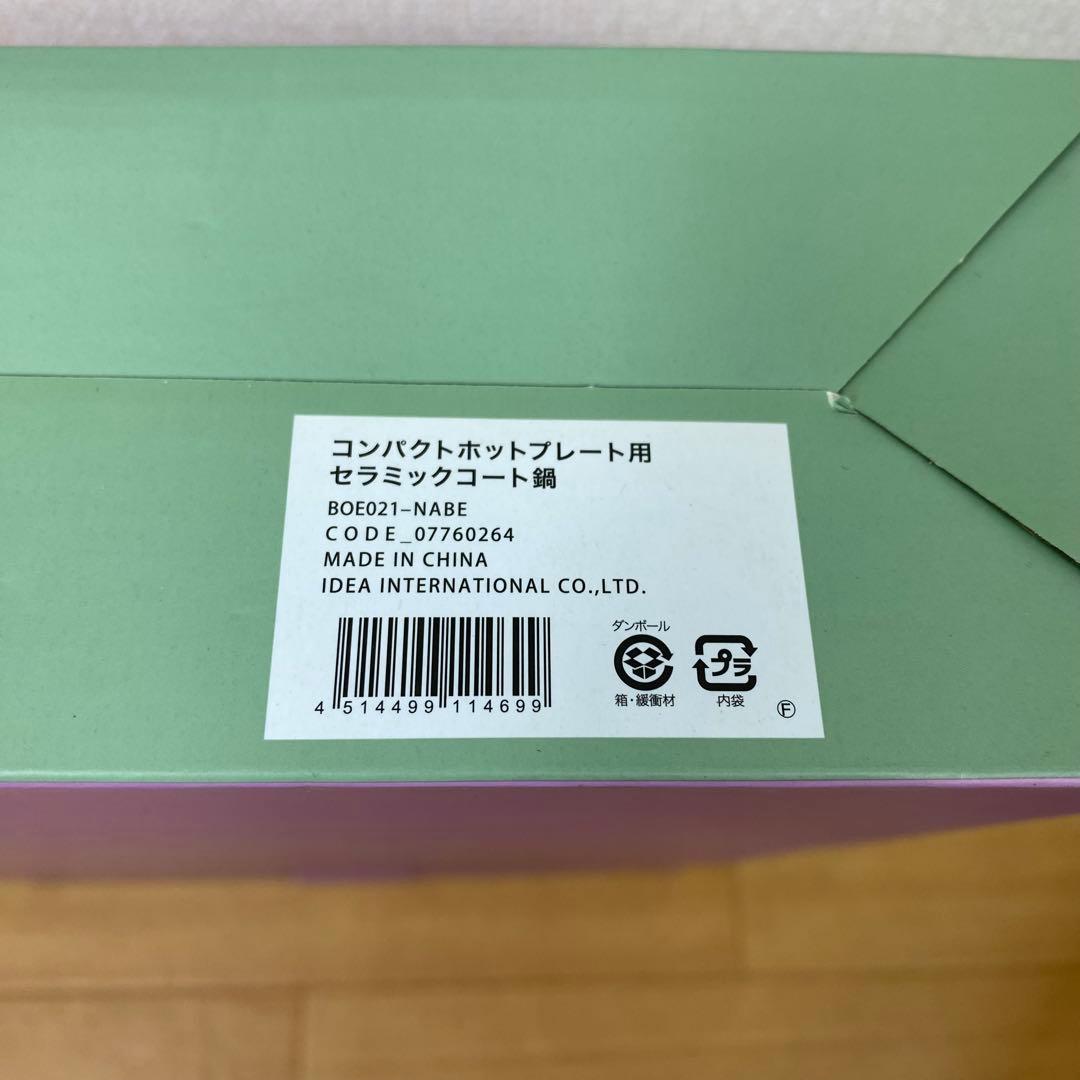 コンパクトホットプレート用
セラミックコート鍋
BOE021-NABE
CODE_07760264
MADE IN CHINA
IDEA INTERNATIONAL CO.,LTD.
4 514499 114699
ダンボール
箱・緩衝材
プラ
内袋
Ⓕ